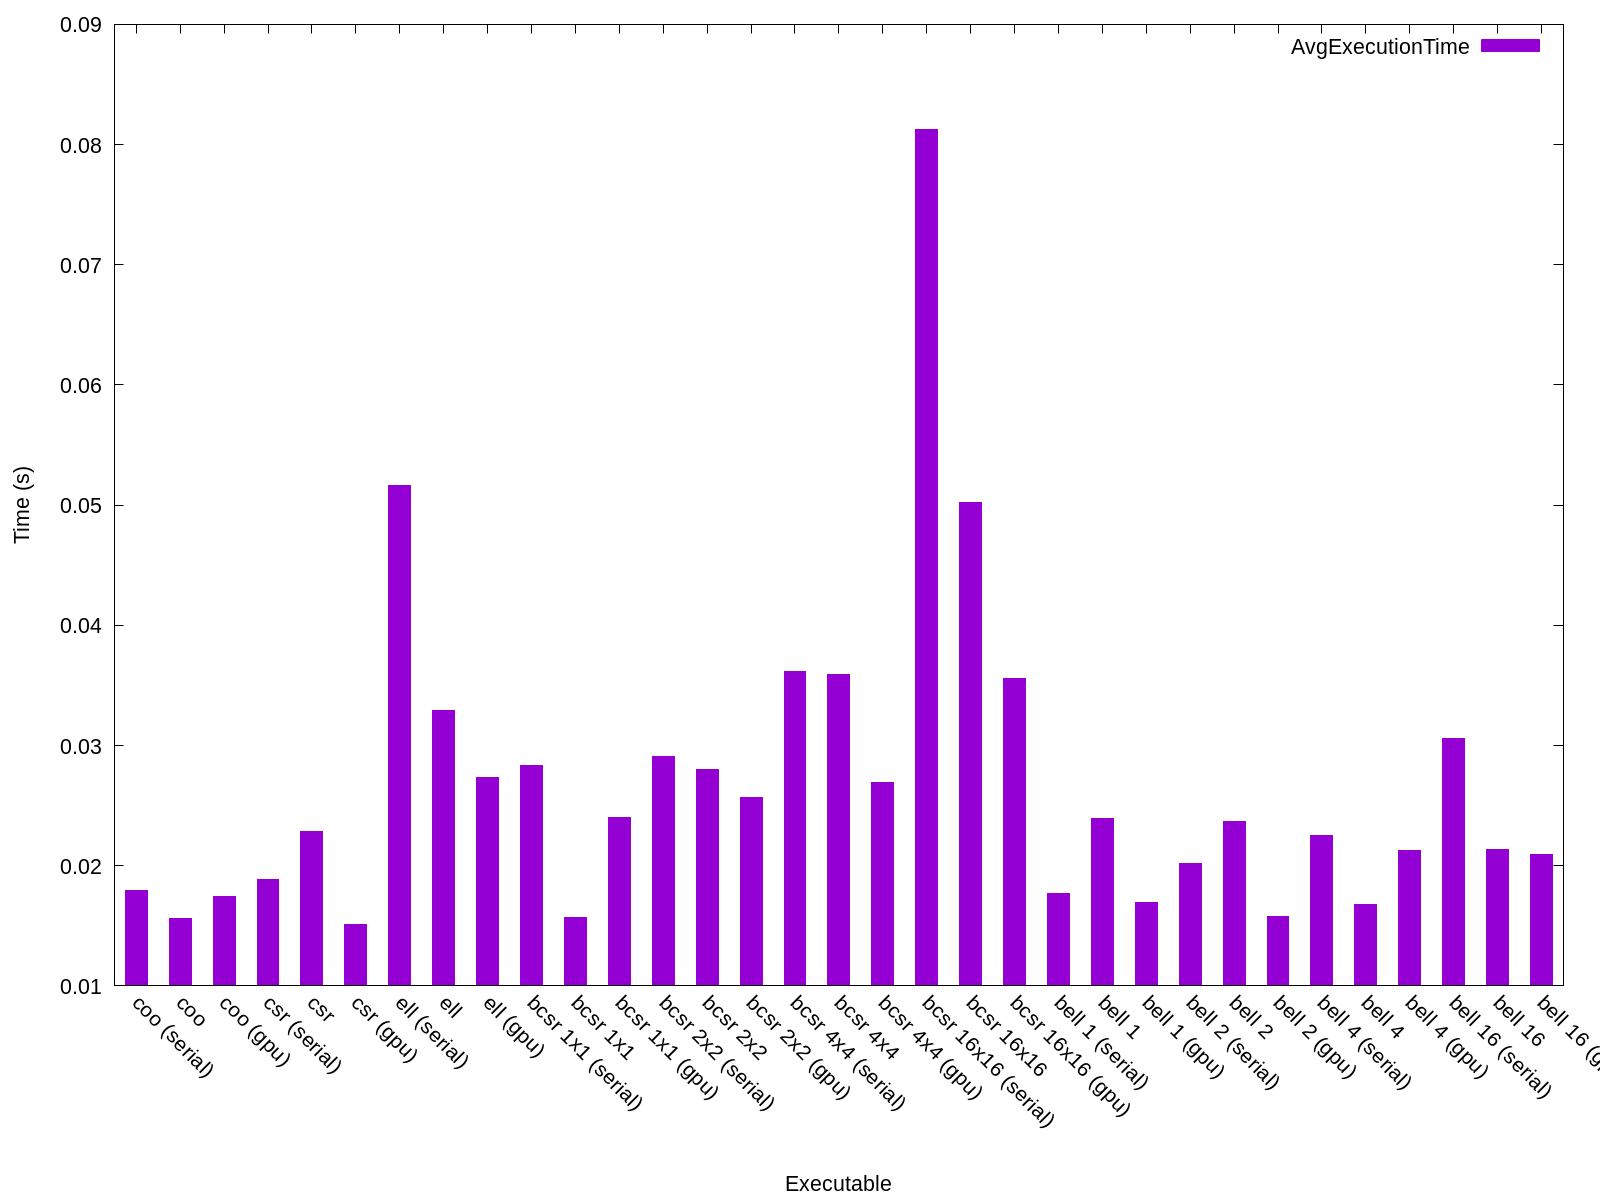 AvgExecutionTime
0.09
0.08
0.07
0.06
0.05
0.04
0.03
0.02
0.01
Time (s)
coo (serial)
coo
coo (gpu)
csr (serial)
csr
csr (gpu)
ell (serial)
ell
ell (gpu)
bcsr 1x1 (serial)
bcsr 1x1
bcsr 1x1 (gpu)
bcsr 2x2 (serial)
bcsr 2x2
bcsr 2x2 (gpu)
bcsr 4x4 (serial)
bcsr 4x4
bcsr 4x4 (gpu)
bcsr 16x16 (serial)
bcsr 16x16
bcsr 16x16 (gpu)
bell 1 (serial)
bell 1
bell 1 (gpu)
bell 2 (serial)
bell 2
bell 2 (gpu)
bell 4 (serial)
bell 4
bell 4 (gpu)
bell 16 (serial)
bell 16
bell 16
Executable